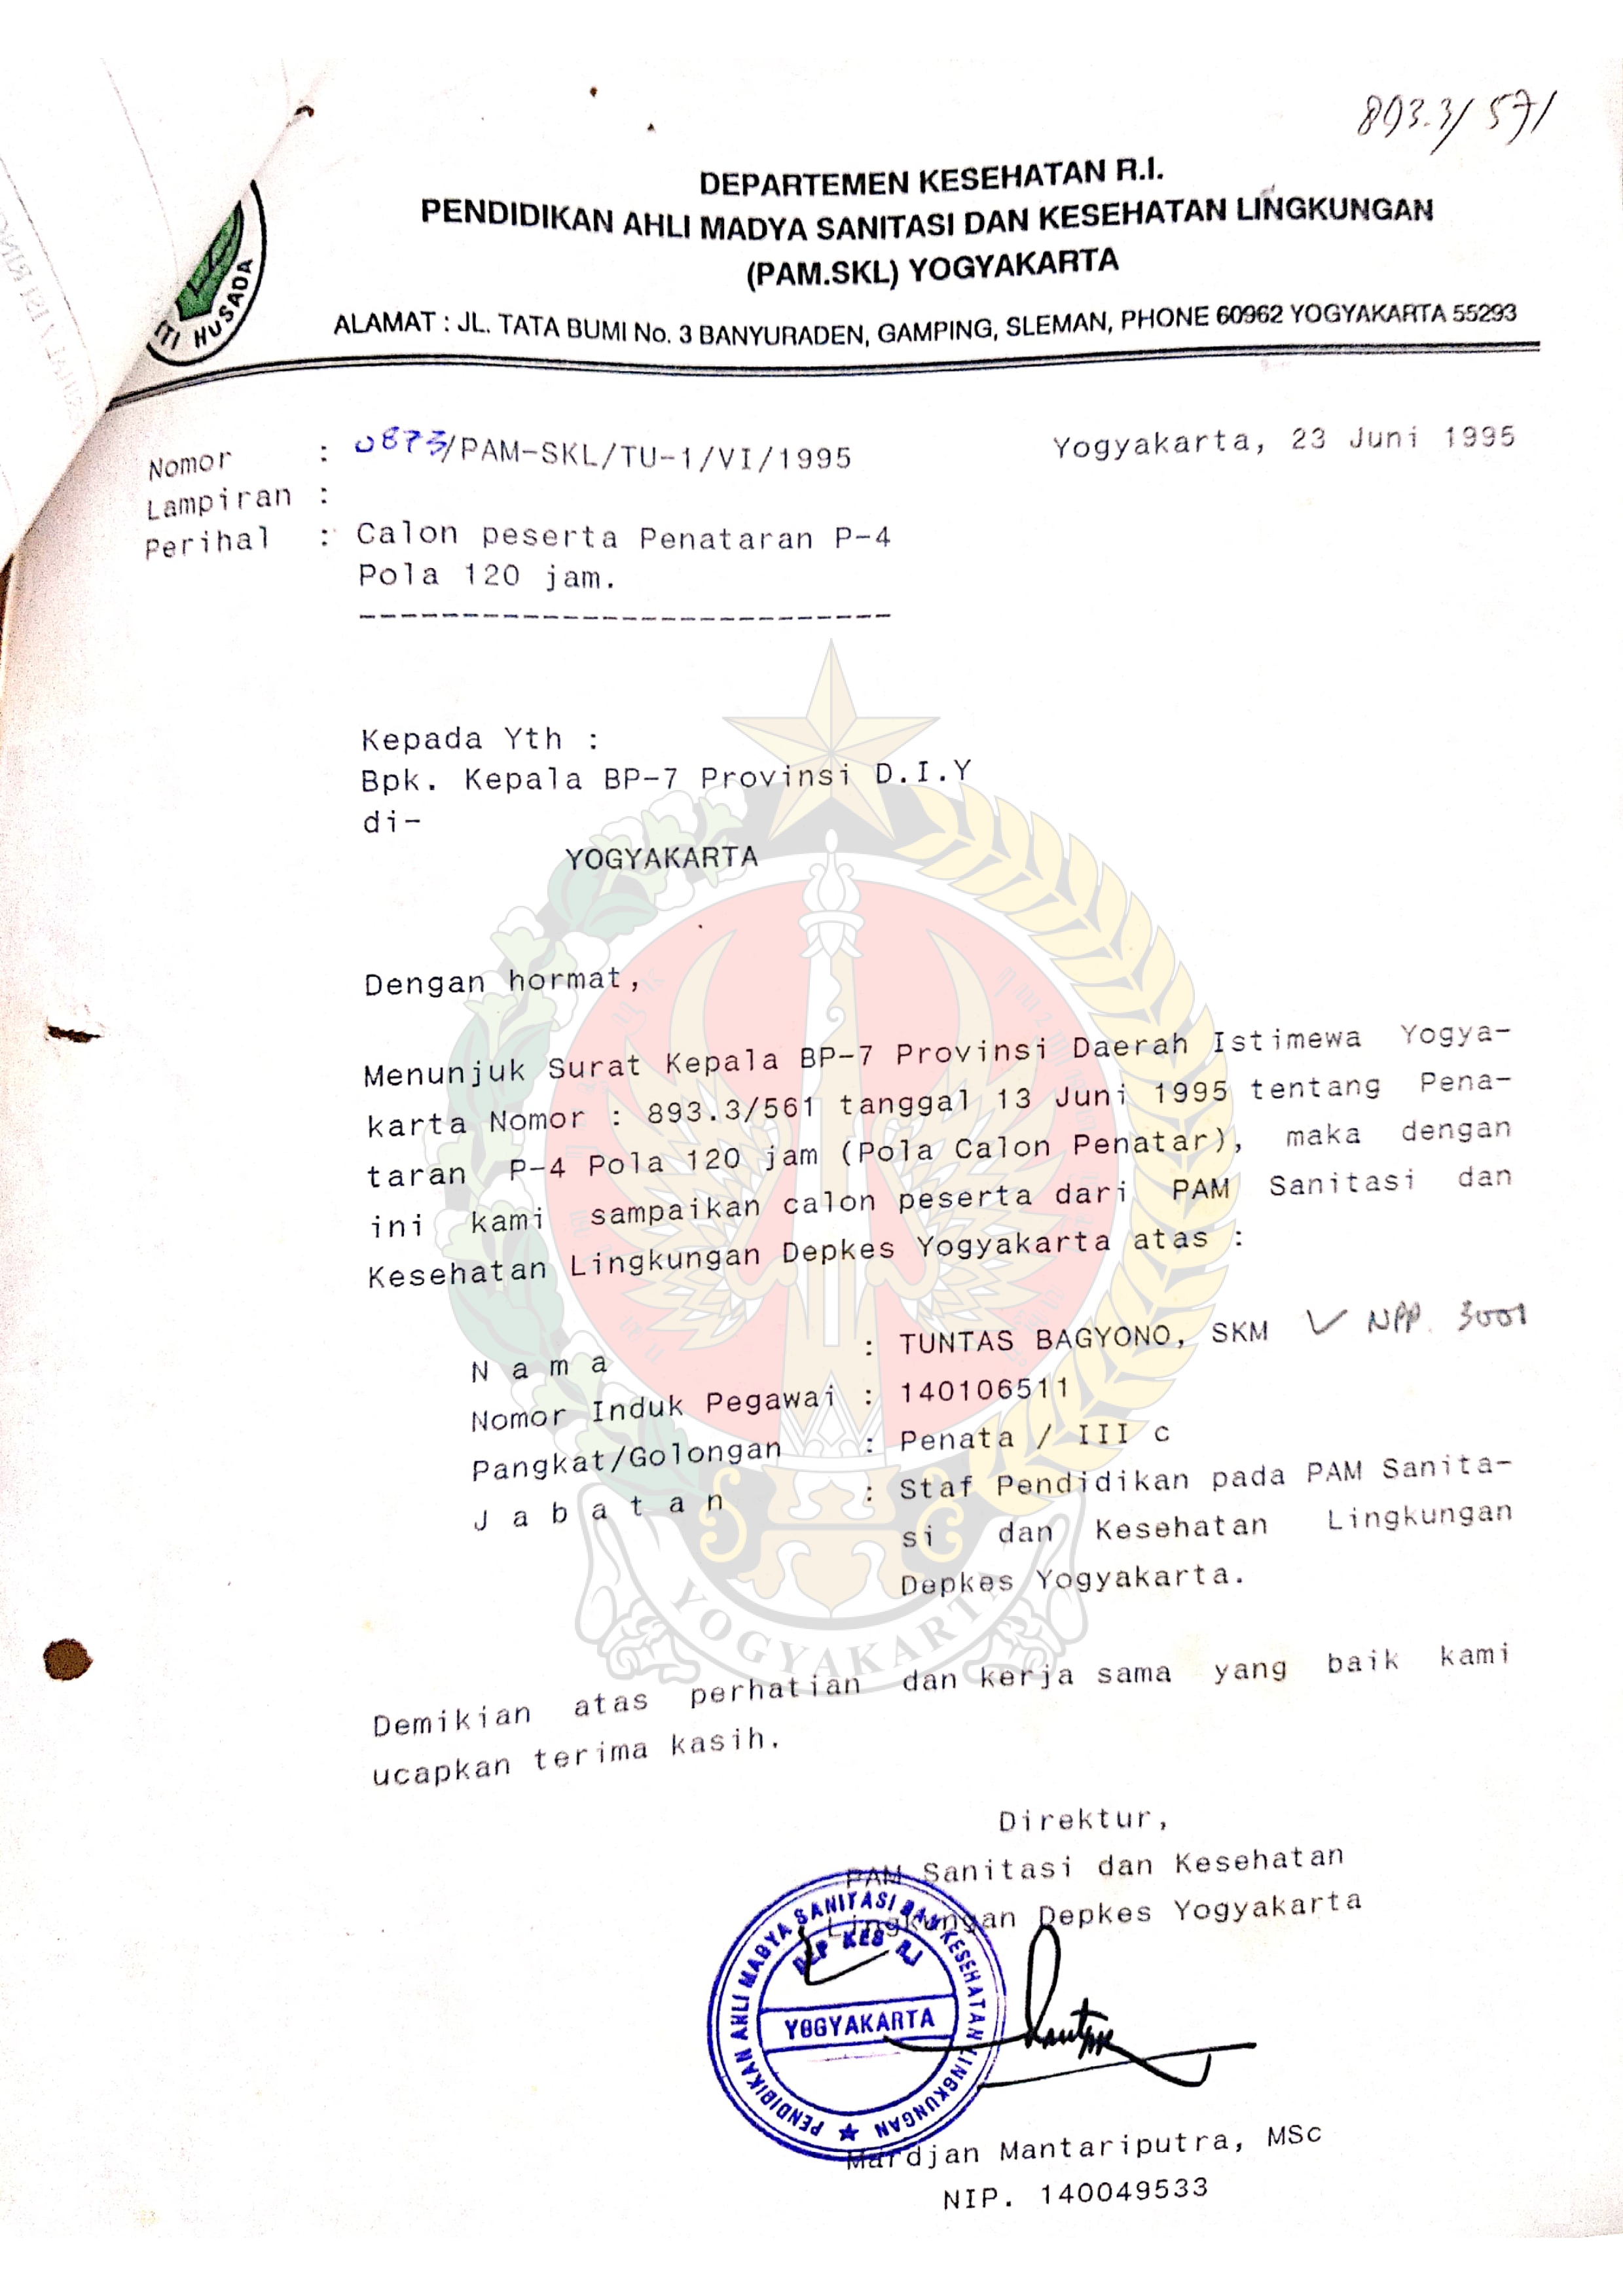 893.3/571
DEPARTEMEN KESEHATAN R.I.
PENDIDIKAN AHLI MADYA SANITASI DAN KESEHATAN LINGKUNGAN
(PAM.SKL) YOGYAKARTA
ALAMAT : JL. TATA BUMI No. 3 BANYURADEN, GAMPING, SLEMAN, PHONE 60962 YOGYAKARTA 55293
TI HUSADA
Nomor : 0873/PAM-SKL/TU-1/VI/1995 Yogyakarta, 23 Juni 1995
Lampiran :
Perihal : Calon peserta Penataran P-4
Pola 120 jam.
Kepada Yth :
Bpk. Kepala BP-7 Provinsi D.I.Y
di-
YOGYAKARTA
Dengan hormat,
Menunjuk Surat Kepala BP-7 Provinsi Daerah Istimewa Yogya-
karta Nomor : 893.3/561 tanggal 13 Juni 1995 tentang Pena-
taran P-4 Pola 120 jam (Pola Calon Penatar), maka dengan
ini kami sampaikan calon peserta dari PAM Sanitasi dan
Kesehatan Lingkungan Depkes Yogyakarta atas :
N a m a : TUNTAS BAGYONO, SKM ✓ NPP. 3001
Nomor Induk Pegawai : 140106511
Pangkat/Golongan : Penata / III c
J a b a t a n : Staf Pendidikan pada PAM Sanita-
si dan Kesehatan Lingkungan
Depkes Yogyakarta.
YOGYAKARTA
Demikian atas perhatian dan kerja sama yang baik kami
ucapkan terima kasih.
Direktur,
PAM Sanitasi dan Kesehatan
Lingkungan Depkes Yogyakarta
PENDIDIKAN AHLI MADYA SANITASI DAN KESEHATAN LINGKUNGAN
DEP KES RI
YOGYAKARTA
Mardjan Mantariputra, MSc
NIP. 140049533